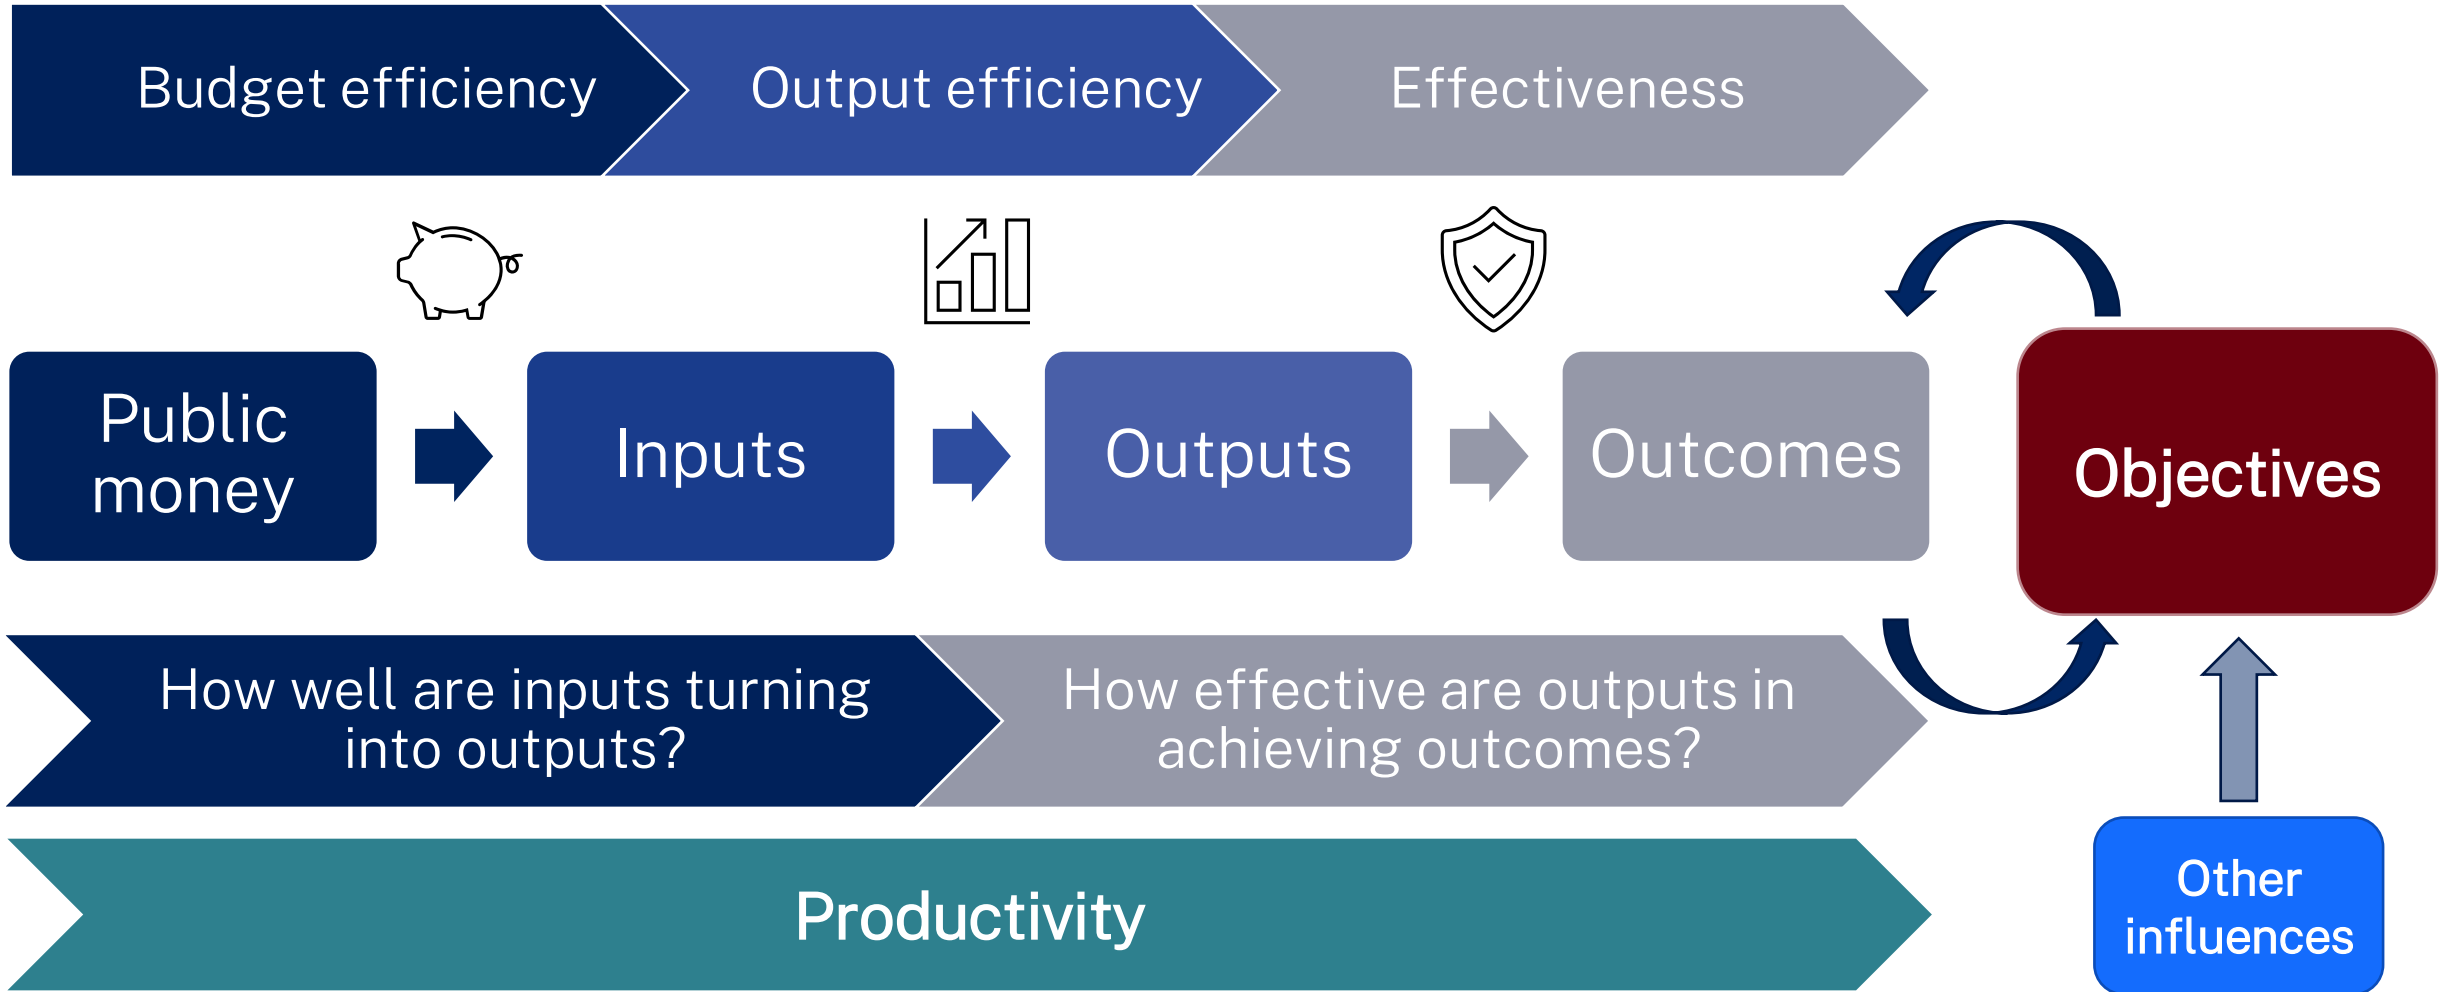 Budget efficiency
Output efficiency
Effectiveness
Public
money
Inputs
Outputs
Outcomes
Objectives
How well are inputs turning
into outputs?
How effective are outputs in
achieving outcomes?
Productivity
Other
influences